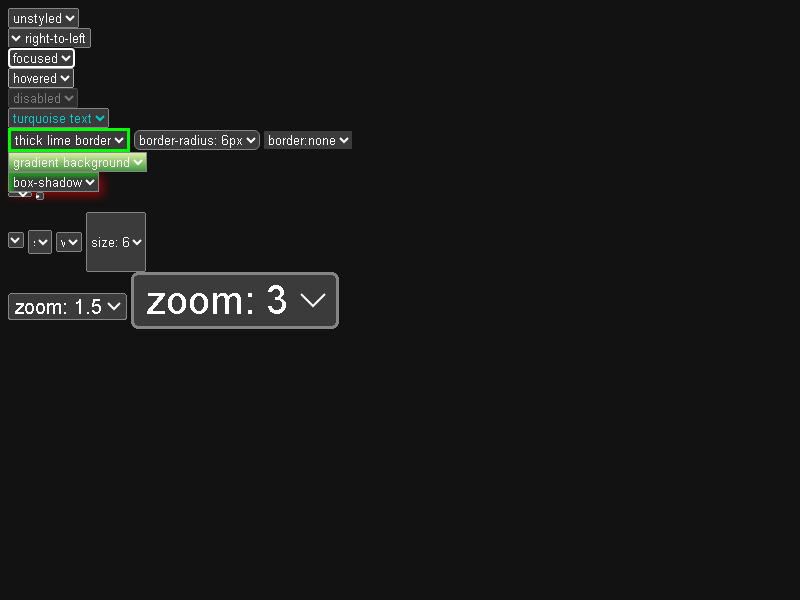 unstyled
right-to-left
focused
hovered
disabled
turquoise text
thick lime border border-radius: 6px border:none
gradient background
box-shadow
size: 6
zoom: 1.5 zoom: 3